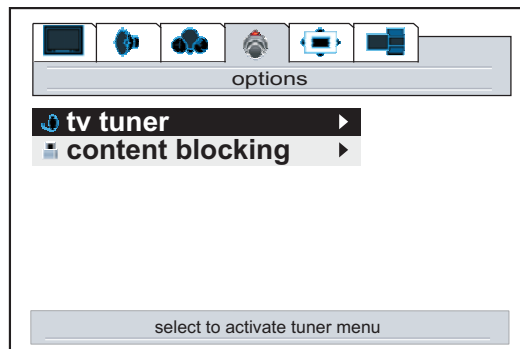 options
tv tuner
content blocking
select to activate tuner menu